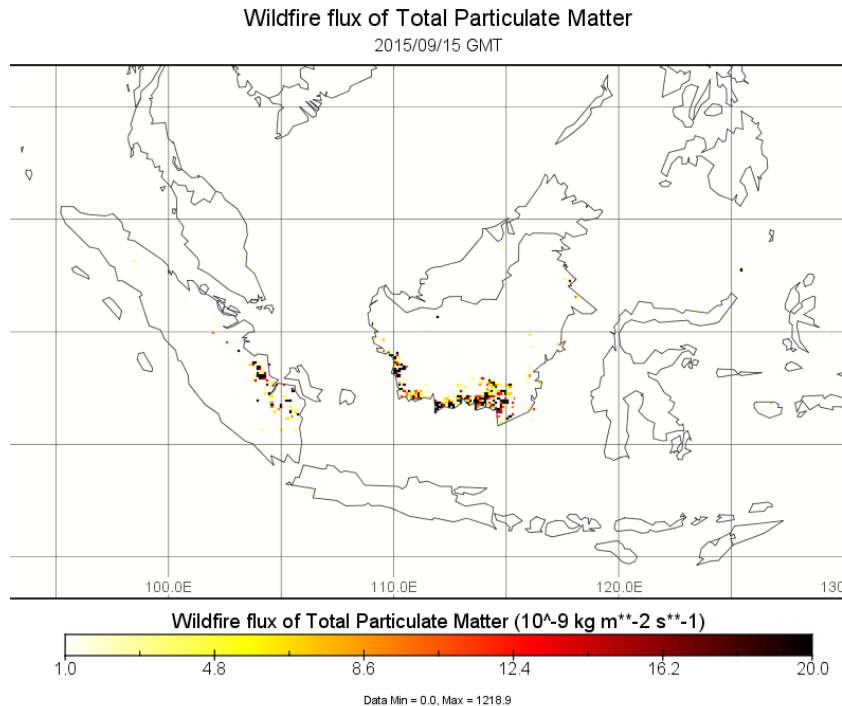 Wildfire flux of Total Particulate Matter
2015/09/15 GMT
100.0E 110.0E 120.0E 130
Wildfire flux of Total Particulate Matter (10^-9 kg m**-2 s**-1)
1.0 4.8 8.6 12.4 16.2 20.0
Data Min = 0.0, Max = 1218.9